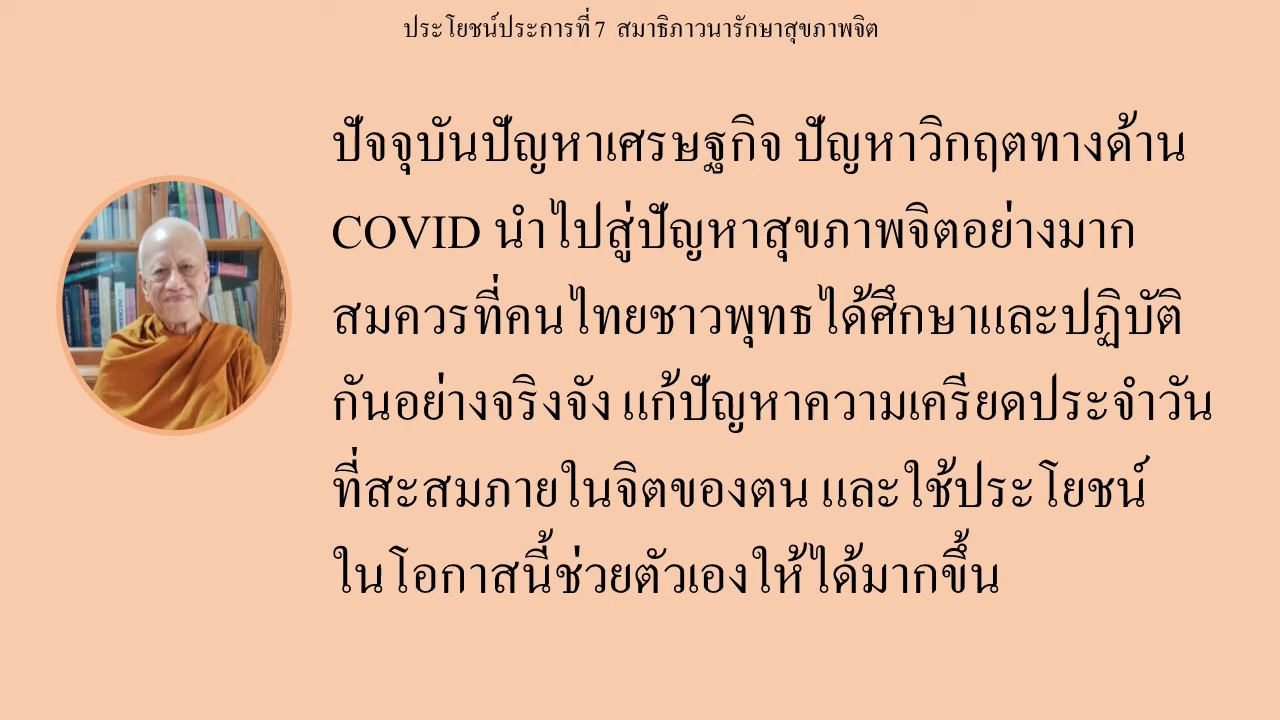 ประโยชน์ประการที่ 7 สมาธิภาวนารักษาสุขภาพจิต
ปัจจุบันปัญหาเศรษฐกิจ ปัญหาวิกฤตทางด้าน
COVID นำไปสู่ปัญหาสุขภาพจิตอย่างมาก
สมควรที่คนไทยชาวพุทธได้ศึกษาและปฏิบัติ
กันอย่างจริงจัง แก้ปัญหาความเครียดประจำวัน
ที่สะสมภายในจิตของตน และใช้ประโยชน์
ในโอกาสนี้ช่วยตัวเองให้ได้มากขึ้น